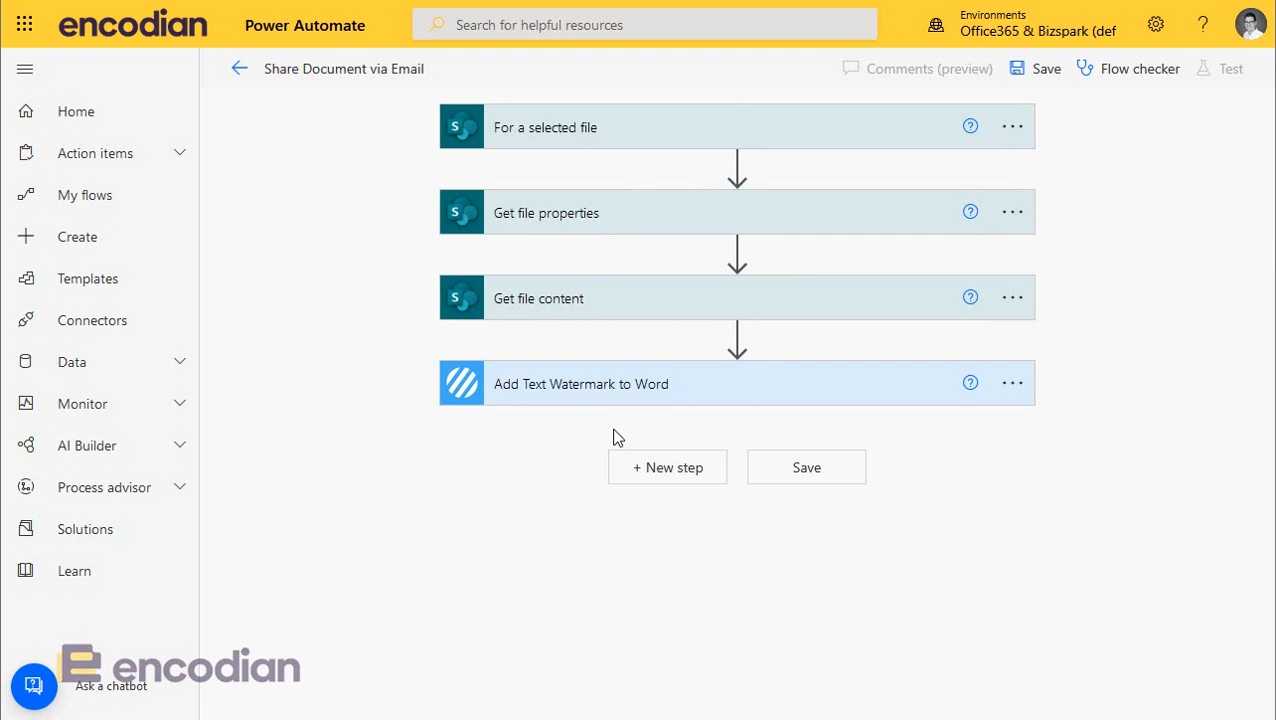 encodian
Power Automate
Search for helpful resources
Environments
Office365 & Bizspark (def
?
Share Document via Email
Comments (preview)
Save
Flow checker
Test
Home
Action items
My flows
Create
Templates
Connectors
Data
Monitor
AI Builder
Process advisor
Solutions
Learn
Ask a chatbot
S For a selected file ? ...
S Get file properties ? ...
S Get file content ? ...
Add Text Watermark to Word ? ...
+ New step
Save
encodian